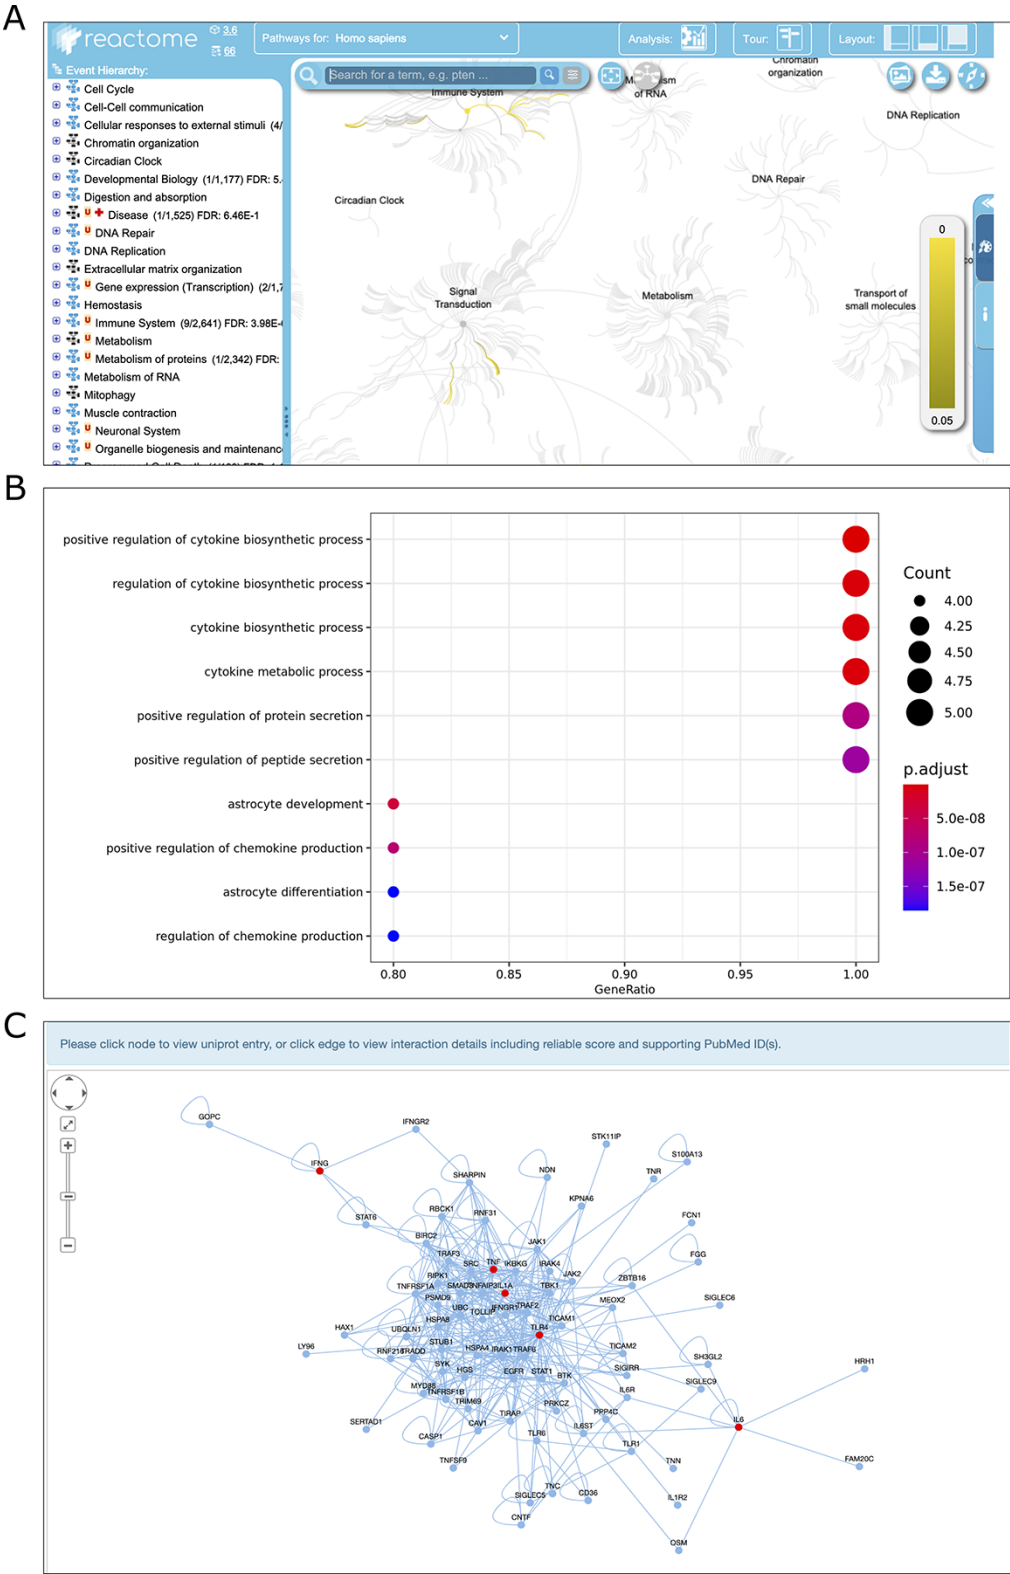 A
reactome
3.6
66
Pathways for: Homo sapiens
Analysis:
Tour:
Layout:
Event Hierarchy:
Search for a term, e.g. pten ...
Cell Cycle
Cell-Cell communication
Cellular responses to external stimuli (4/
Chromatin organization
Circadian Clock
Developmental Biology (1/1,177) FDR: 5.
Digestion and absorption
Disease (1/1,525) FDR: 6.46E-1
DNA Repair
DNA Replication
Extracellular matrix organization
Gene expression (Transcription) (2/1,7
Hemostasis
Immune System (9/2,641) FDR: 3.98E-
Metabolism
Metabolism of proteins (1/2,342) FDR:
Metabolism of RNA
Mitophagy
Muscle contraction
Neuronal System
Organelle biogenesis and maintenanc
Immune System
of RNA
Chromatin
organization
DNA Replication
DNA Repair
Circadian Clock
Signal
Transduction
Metabolism
Transport of
small molecules
0
0.05
B
positive regulation of cytokine biosynthetic process
regulation of cytokine biosynthetic process
cytokine biosynthetic process
cytokine metabolic process
positive regulation of protein secretion
positive regulation of peptide secretion
astrocyte development
positive regulation of chemokine production
astrocyte differentiation
regulation of chemokine production
0.80
0.85
0.90
0.95
1.00
GeneRatio
Count
4.00
4.25
4.50
4.75
5.00
p.adjust
5.0e-08
1.0e-07
1.5e-07
C
Please click node to view uniprot entry, or click edge to view interaction details including reliable score and supporting PubMed ID(s).
GOPC
IFNGR2
STK11IP
S100A13
IFNG
SHARPIN
NDN
TNR
KPNA6
STAT6
RBCK1
RNF31
FCN1
BIRC2
JAK1
TRAF3
FGG
SRC
TNF
IKBKG
IRAK4
RIPK1
JAK2
ZBTB16
TNFRSF1A
IL1A
TBK1
PSMD9
SIGLEC6
UBC
TOLLIP
IFNGR1
TRAF2
MEOX2
HSPA8
TICAM1
HAX1
UBQLN1
TLR4
LY96
STUB1
TICAM2
RNF216
TRADD
HSPA4
IRAK1
TRAF6
SH3GL2
SYK
HGS
EGFR
STAT1
BTK
SIGIRR
HRH1
MYD88
TNFRSF1B
SIGLEC9
TRIM69
PRKCZ
IL6R
PPP4C
SERTAD1
CAV1
TIRAP
IL6ST
IL6
CASP1
TLR6
TLR1
TNFSF9
TNN
FAM20C
TNC
SIGLEC5
CD36
IL1R2
CNTF
OSM